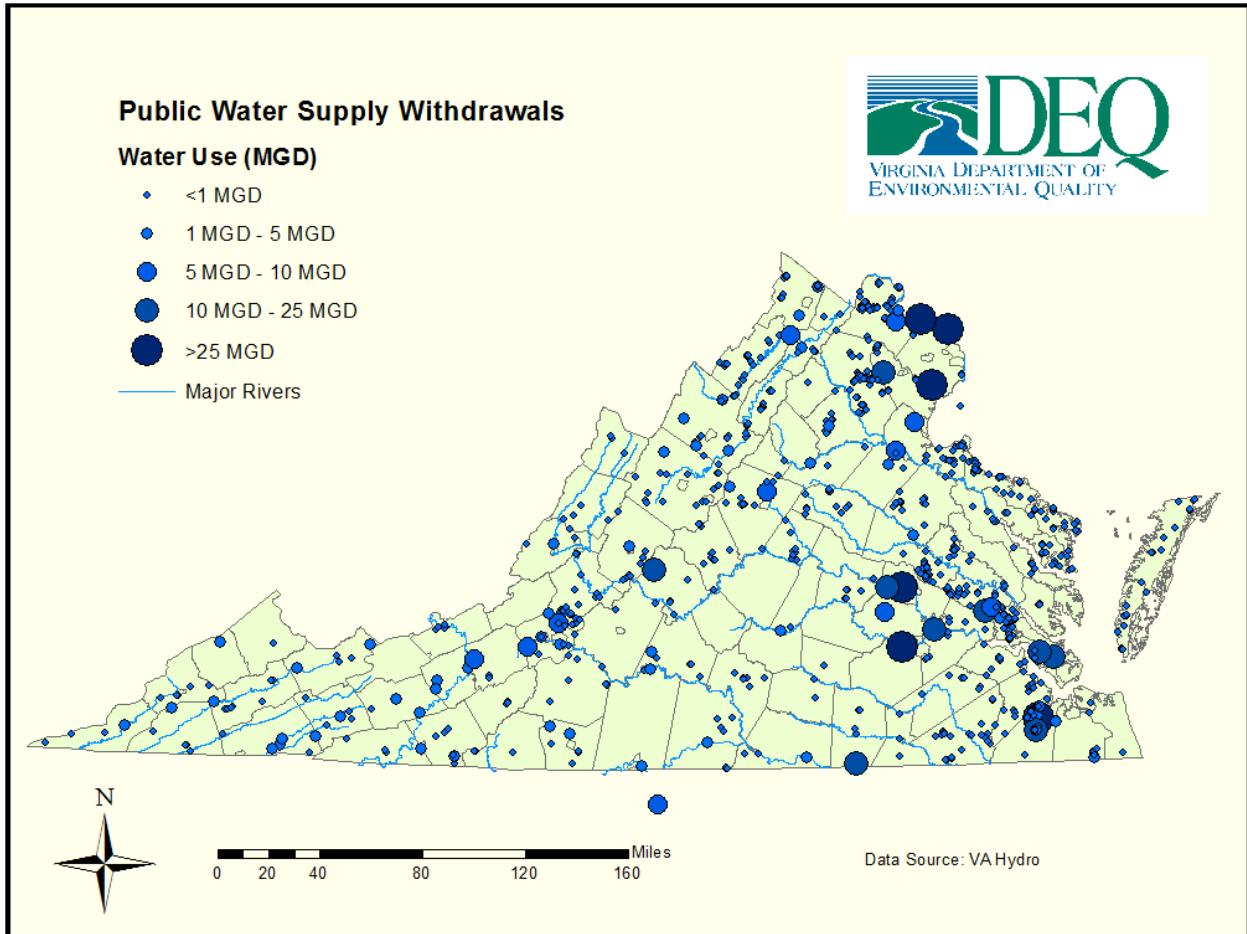 Public Water Supply Withdrawals
Water Use (MGD)
<1 MGD
1 MGD - 5 MGD
5 MGD - 10 MGD
10 MGD - 25 MGD
>25 MGD
Major Rivers
DEQ
VIRGINIA DEPARTMENT OF
ENVIRONMENTAL QUALITY
N
Miles
0 20 40 80 120 160
Data Source: VA Hydro